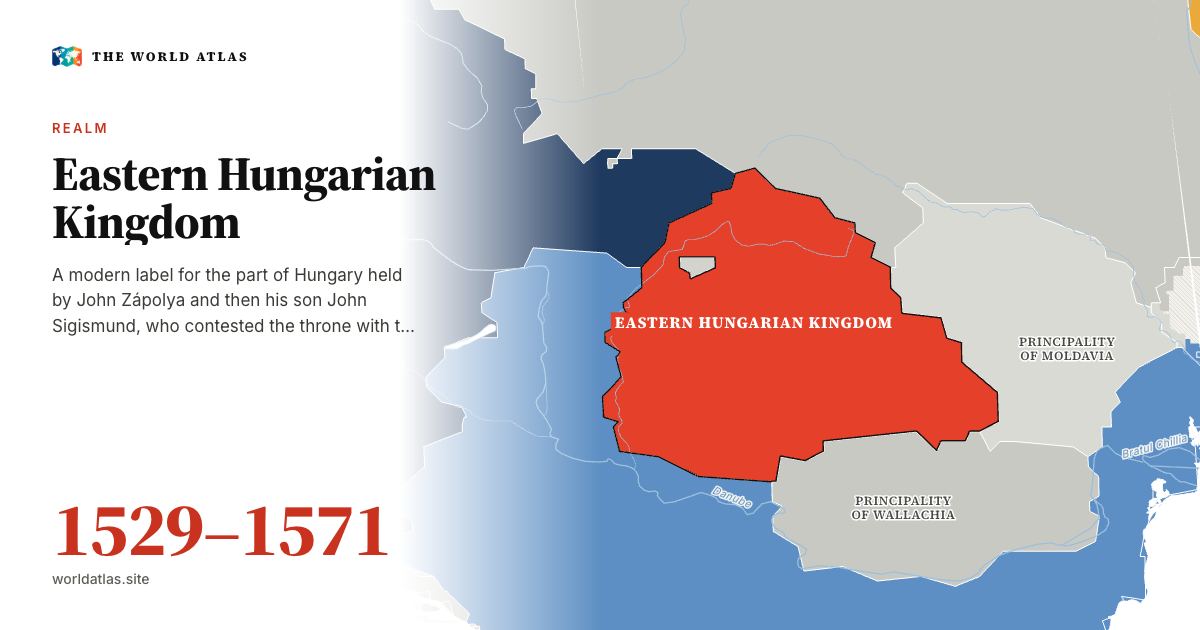 THE WORLD ATLAS
REALM
Eastern Hungarian
Kingdom
A modern label for the part of Hungary held
by John Zápolya and then his son John
Sigismund, who contested the throne with t...
1529–1571
worldatlas.site
EASTERN HUNGARIAN KINGDOM
PRINCIPALITY
OF MOLDAVIA
Bratul Chillia
Danube
PRINCIPALITY
OF WALLACHIA